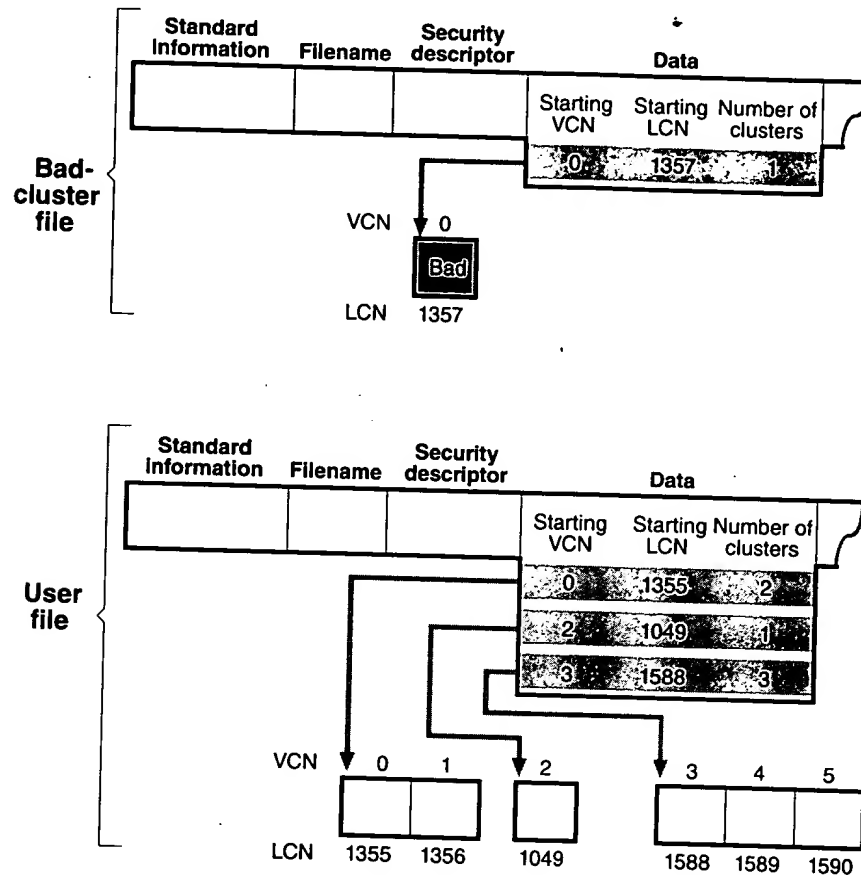 Standard Information Filename Security descriptor Data
Starting VCN Starting LCN Number of clusters
0 1357 1
Bad-cluster file
VCN 0
Bad
LCN 1357
Standard Information Filename Security descriptor Data
Starting VCN Starting LCN Number of clusters
0 1355 2
2 1049 1
3 1588 3
User file
VCN 0 1 2 3 4 5
LCN 1355 1356 1049 1588 1589 1590